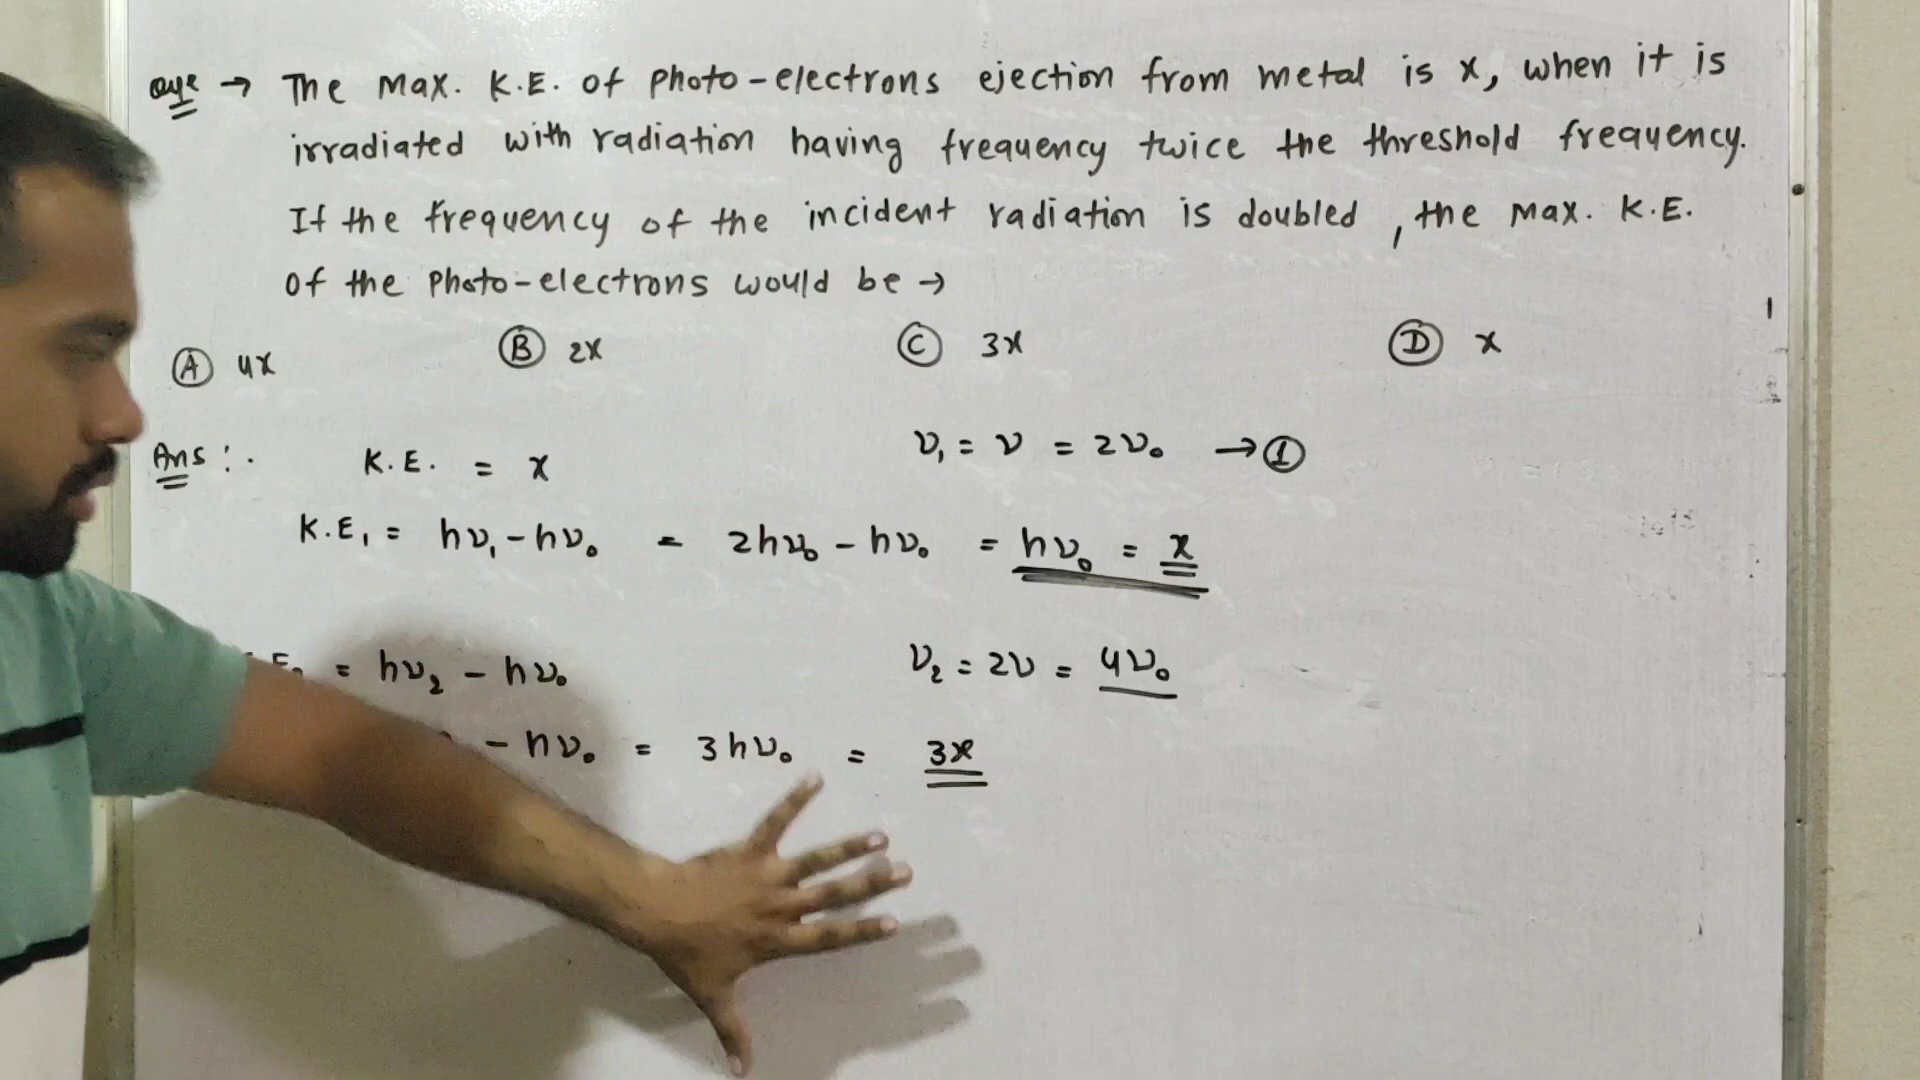 Que → The Max. K.E. of Photo-electrons ejection from metal is x, when it is
irradiated with radiation having frequency twice the threshold frequency.
If the frequency of the incident radiation is doubled, the max. K.E.
of the Photo-electrons would be →
Ⓐ 4x Ⓑ 2x Ⓒ 3x Ⓓ x
Ans:. K.E. = x ν₁ = ν = 2ν₀ → ①
K.E₁ = hν₁ - hν₀ = 2hν₀ - hν₀ = hν₀ = x
= hν₂ - hν₀ ν₂ = 2ν = 4ν₀
- hν₀ = 3hν₀ = 3x